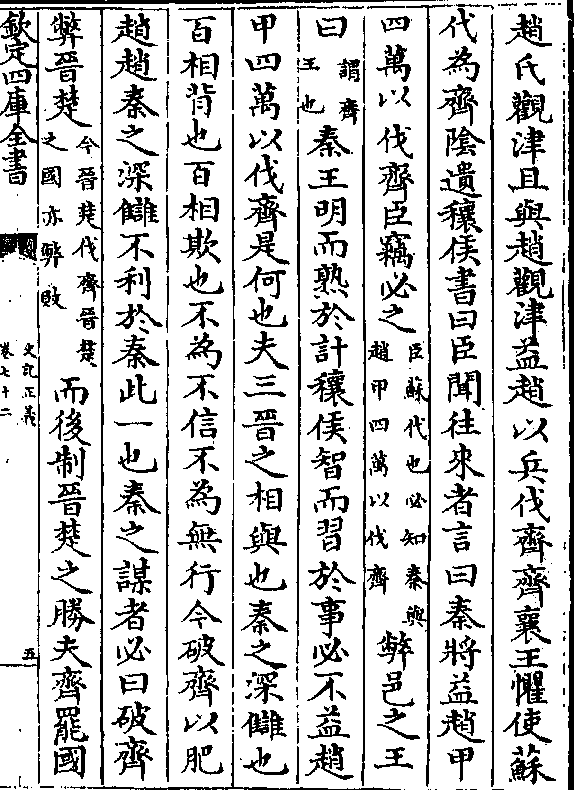 趙氏觀津且與趙觀津益趙以兵伐齊齊襄王懼使蘇
代為齊陰遺穰侯書曰臣聞往來者言曰秦將益趙甲
四萬以伐齊臣竊必之臣蘇代也必知秦與趙甲四萬以伐齊弊邑之王
曰謂齊王也秦王明而熟於計穰侯智而習於事必不益趙
甲四萬以伐齊是何也夫三晉之相與也秦之深讎也
百相背也百相欺也不為不信不為無行今破齊以肥
趙趙秦之深讎不利於秦此一也秦之謀者必曰破齊
弊晉楚今晉楚伐齊晉楚之國亦弊敗而後制晉楚之勝夫齊罷國
欽定四庫全書
史記正義
卷七十二
五